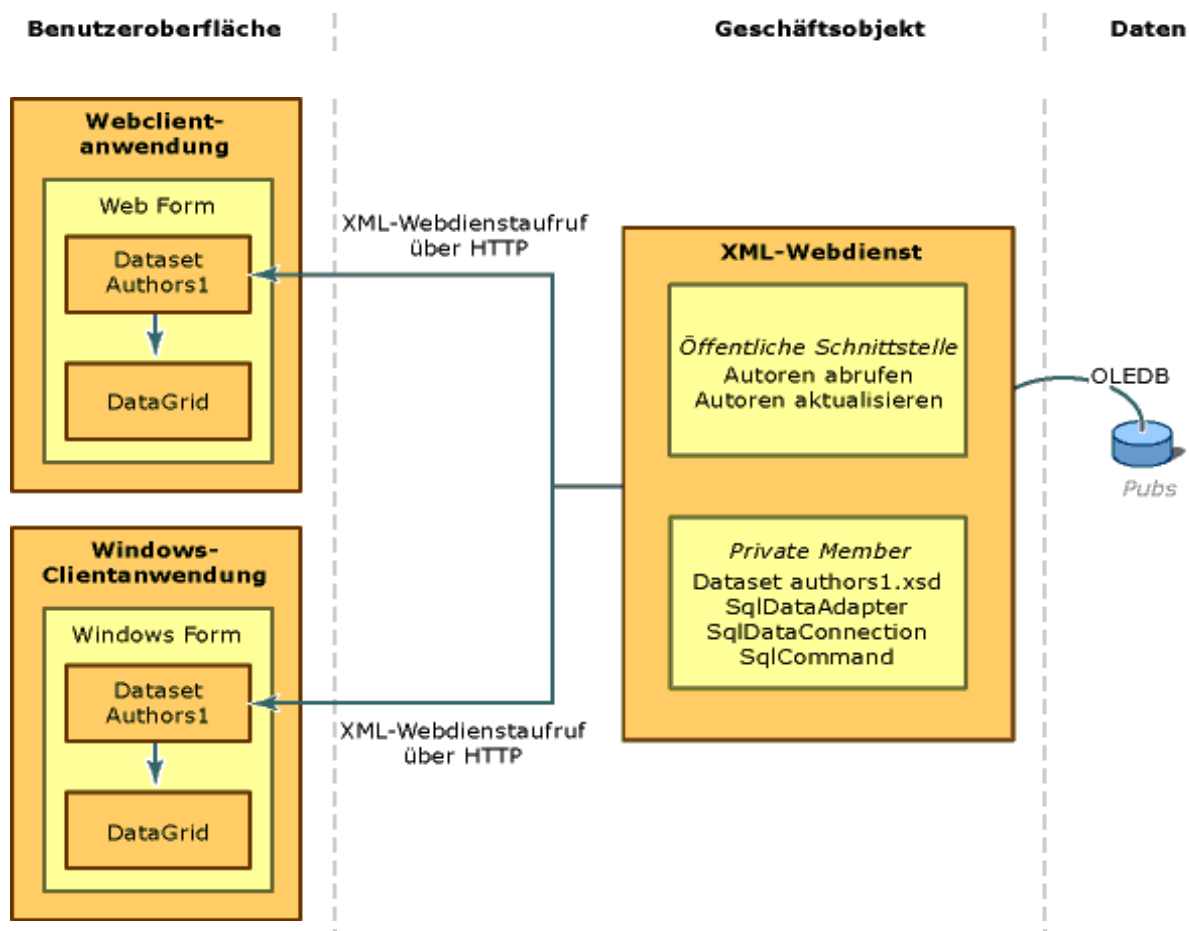 Benutzeroberfläche
Geschäftsobjekt
Daten
Webclient-
anwendung
Web Form
Dataset
Authors1
DataGrid
XML-Webdienstaufruf
über HTTP
Windows-
Clientanwendung
Windows Form
Dataset
Authors1
DataGrid
XML-Webdienstaufruf
über HTTP
XML-Webdienst
Öffentliche Schnittstelle
Autoren abrufen
Autoren aktualisieren
Private Member
Dataset authors1.xsd
SqlDataAdapter
SqlDataConnection
SqlCommand
OLEDB
Pubs